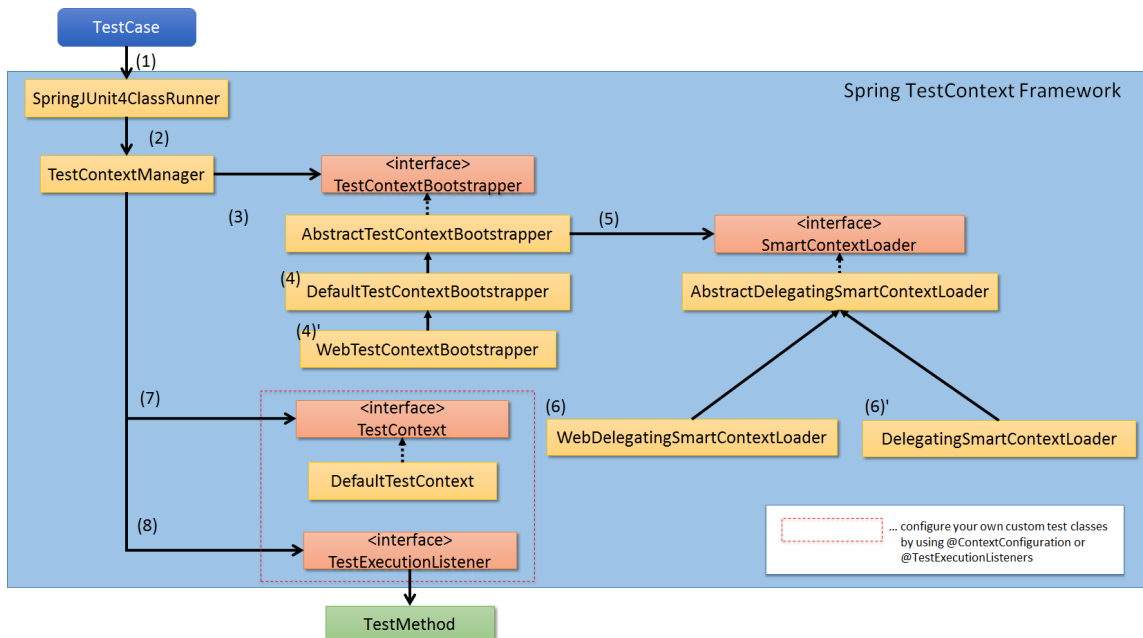 TestCase
(1)
SpringJUnit4ClassRunner
Spring TestContext Framework
(2)
TestContextManager
<interface>
TestContextBootstrapper
(3)
AbstractTestContextBootstrapper
(5)
<interface>
SmartContextLoader
(4)
DefaultTestContextBootstrapper
AbstractDelegatingSmartContextLoader
(4)'
WebTestContextBootstrapper
(7)
<interface>
TestContext
(6)
WebDelegatingSmartContextLoader
(6)'
DelegatingSmartContextLoader
DefaultTestContext
(8)
<interface>
TestExecutionListener
... configure your own custom test classes
by using @ContextConfiguration or
@TestExecutionListeners
TestMethod